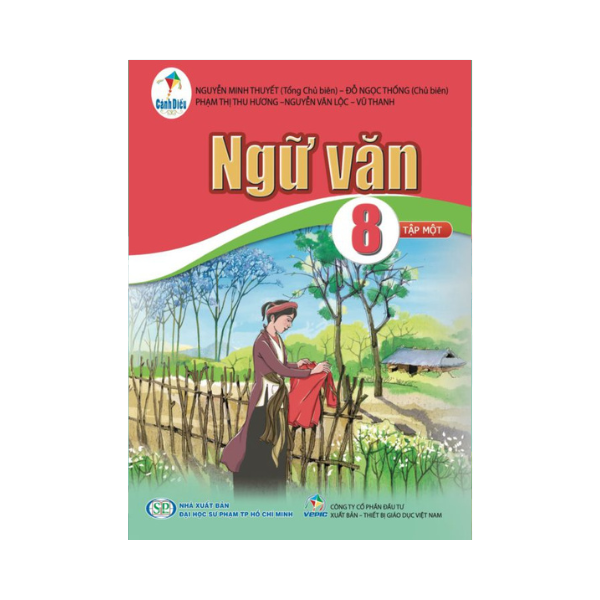 Cánh Diều
NGUYỄN MINH THUYẾT (Tổng Chủ biên) – ĐỖ NGỌC THỐNG (Chủ biên)
PHẠM THỊ THU HƯƠNG –NGUYỄN VĂN LỘC – VŨ THANH
Ngữ văn
8
TẬP MỘT
SP
NHÀ XUẤT BẢN
ĐẠI HỌC SƯ PHẠM TP HỒ CHÍ MINH
VEPIC
CÔNG TY CỔ PHẦN ĐẦU TƯ
XUẤT BẢN – THIẾT BỊ GIÁO DỤC VIỆT NAM